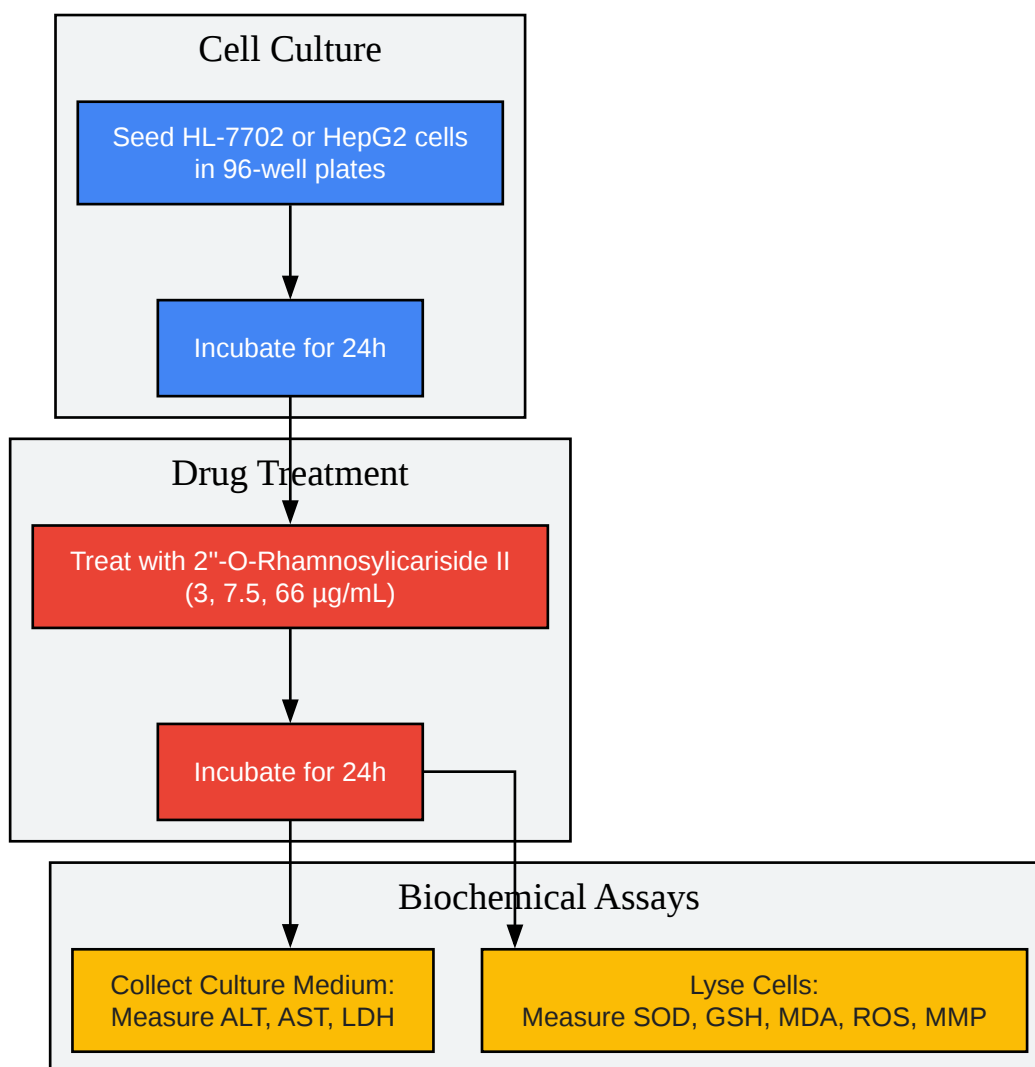 Cell Culture
Seed HL-7702 or HepG2 cells
in 96-well plates
Incubate for 24h
Drug Treatment
Treat with 2"-O-Rhamnosylicariside II
(3, 7.5, 66 µg/mL)
Incubate for 24h
Biochemical Assays
Collect Culture Medium:
Measure ALT, AST, LDH
Lyse Cells:
Measure SOD, GSH, MDA, ROS, MMP